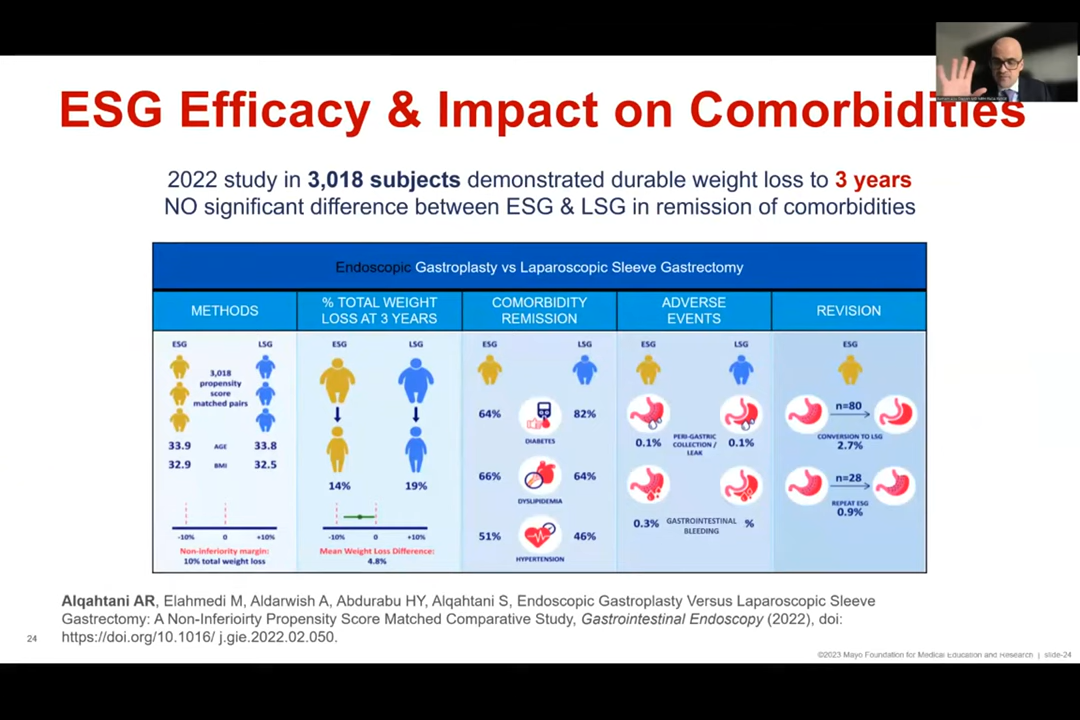 ESG Efficacy & Impact on Comorbidities
2022 study in 3,018 subjects demonstrated durable weight loss to 3 years
NO significant difference between ESG & LSG in remission of comorbidities
Endoscopic Gastroplasty vs Laparoscopic Sleeve Gastrectomy
METHODS
ESG LSG
3,018
propensity
score
matched pairs
33.9 AGE 33.8
32.9 BMI 32.5
-10% 0 +10%
Non-inferiority margin:
10% total weight loss
% TOTAL WEIGHT
LOSS AT 3 YEARS
ESG LSG
14% 19%
-10% 0 +10%
Mean Weight Loss Difference:
4.8%
COMORBIDITY
REMISSION
ESG LSG
64% 82%
DIABETES
66% 64%
DYSLIPIDEMIA
51% 46%
HYPERTENSION
ADVERSE
EVENTS
ESG LSG
0.1% PERI-GASTRIC 0.1%
COLLECTION /
LEAK
0.3% GASTROINTESTINAL %
BLEEDING
REVISION
ESG
n=80
CONVERSION TO LSG
2.7%
n=28
REPEAT ESG
0.9%
Alqahtani AR, Elahmedi M, Aldarwish A, Abdurabu HY, Alqahtani S, Endoscopic Gastroplasty Versus Laparoscopic Sleeve
Gastrectomy: A Non-Inferioirty Propensity Score Matched Comparative Study, Gastrointestinal Endoscopy (2022), doi:
https://doi.org/10.1016/ j.gie.2022.02.050.
24
©2023 Mayo Foundation for Medical Education and Research | slide-24